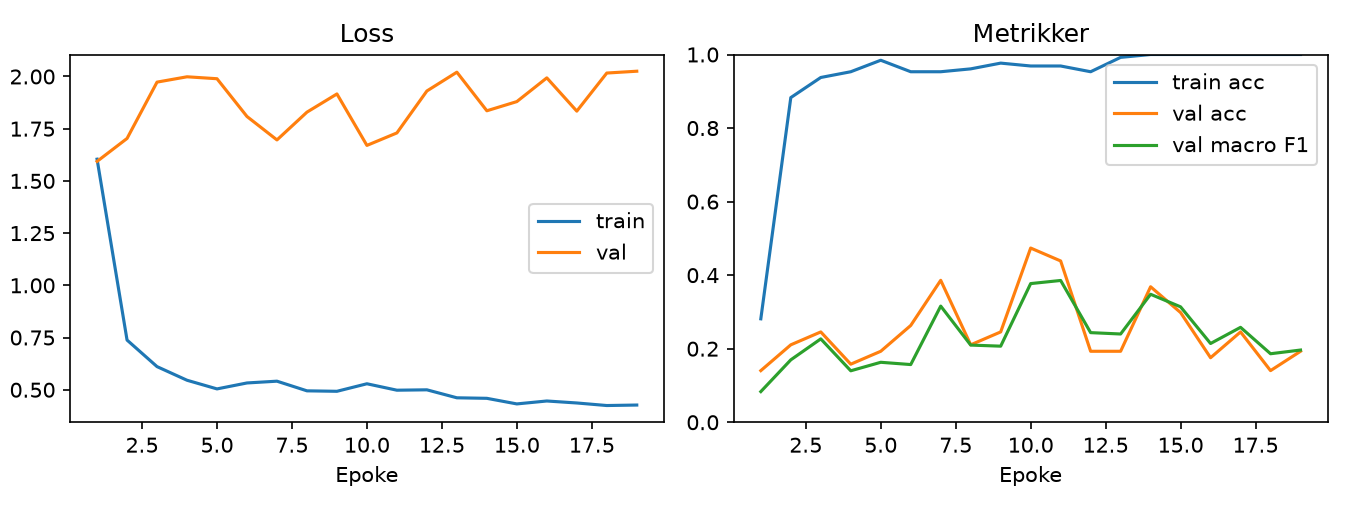 Loss
2.00
1.75
1.50
1.25
1.00
0.75
0.50
train
val
2.5 5.0 7.5 10.0 12.5 15.0 17.5
Epoke
Metrikker
1.0
0.8
0.6
0.4
0.2
0.0
train acc
val acc
val macro F1
2.5 5.0 7.5 10.0 12.5 15.0 17.5
Epoke